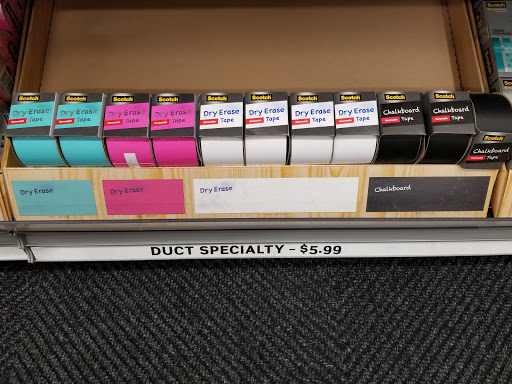 Scotch Scotch Scotch Scotch Scotch Scotch Scotch Scotch Scotch Scotch
Dry Erase Dry Erase Dry Erase Dry Erase Dry Erase Dry Erase Dry Erase Dry Erase Chalkboard Chalkboard
Tape Tape Tape Tape Tape Tape Tape Tape Tape Tape
Scotch
Chalkboard
Tape
Dry Erase Dry Erase Dry Erase Chalkboard
DUCT SPECIALTY - $5.99